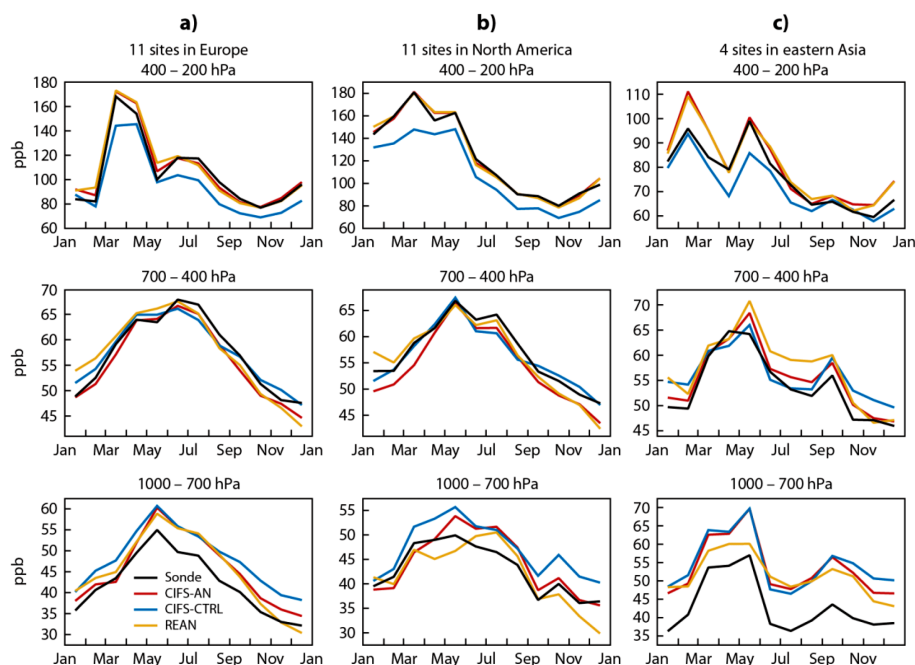 a)
b)
c)
11 sites in Europe
400 – 200 hPa
11 sites in North America
400 – 200 hPa
4 sites in eastern Asia
400 – 200 hPa
ppb
180
160
140
120
100
80
60
Jan Mar May Jul Sep Nov Jan
180
160
140
120
100
80
60
Jan Mar May Jul Sep Nov Jan
110
100
90
80
70
60
Jan Mar May Jul Sep Nov Jan
700 – 400 hPa
700 – 400 hPa
700 – 400 hPa
ppb
70
65
60
55
50
45
Jan Mar May Jul Sep Nov Jan
65
60
55
50
45
Jan Mar May Jul Sep Nov Jan
75
70
65
60
55
50
45
Jan Mar May Jul Sep Nov Jan
1000 – 700 hPa
1000 – 700 hPa
1000 – 700 hPa
ppb
60
55
50
45
40
35
30
Sonde
CIFS-AN
CIFS-CTRL
REAN
Jan Mar May Jul Sep Nov Jan
55
50
45
40
35
30
Jan Mar May Jul Sep Nov Jan
70
65
60
55
50
45
40
35
Jan Mar May Jul Sep Nov Jan